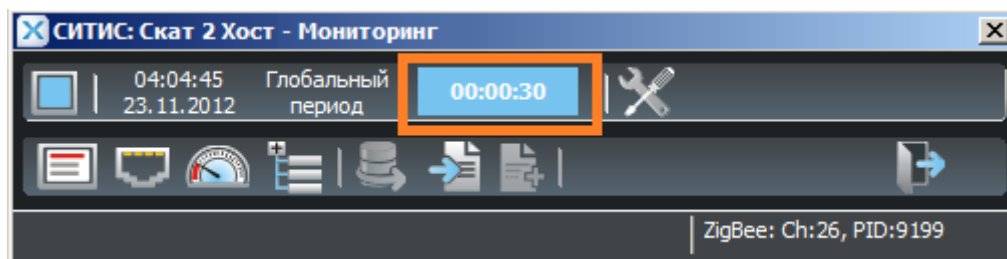 СИТИС: Скат 2 Хост - Мониторинг
04:04:45 Глобальный 00:00:30
23.11.2012 период
ZigBee: Ch:26, PID:9199